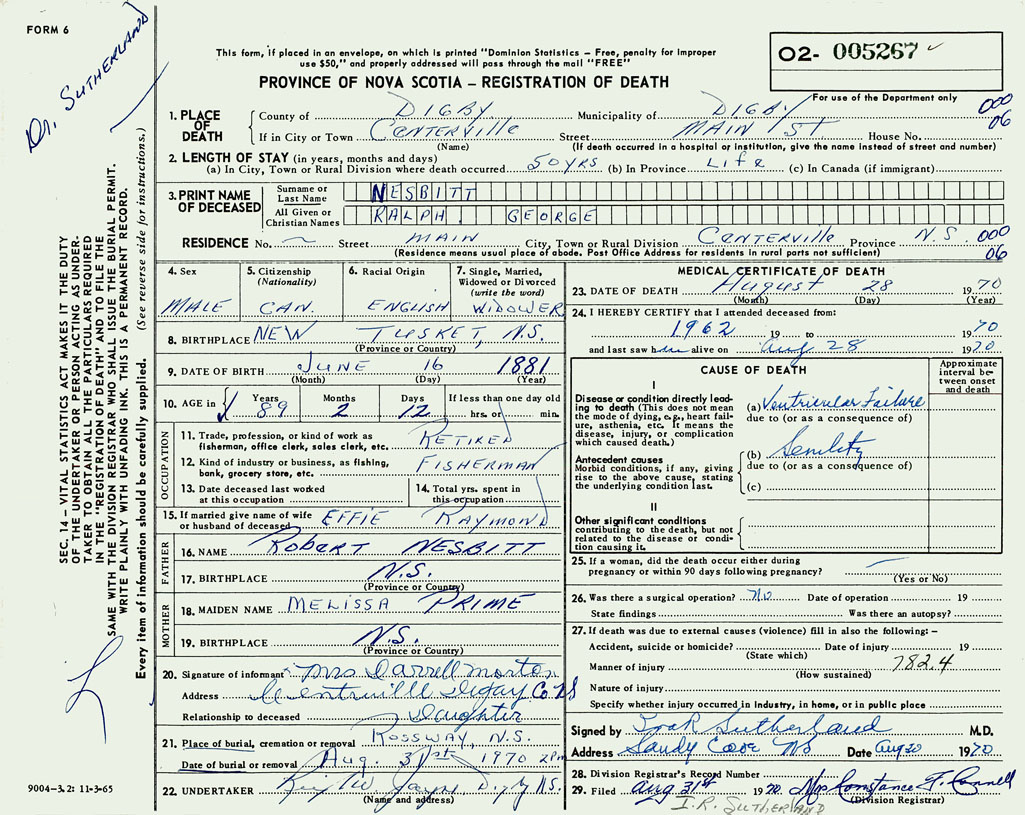 FORM 6
Dr. SUTHERLAND
This form, if placed in an envelope, on which is printed "Dominion Statistics – Free, penalty for improper
use $50," and properly addressed will pass through the mail "FREE"
PROVINCE OF NOVA SCOTIA – REGISTRATION OF DEATH
O2- 005267
For use of the Department only
000
06
1. PLACE OF DEATH
County of DIGBY Municipality of DIGBY
If in City or Town CENTERVILLE Street MAIN ST House No.
(Name) (If death occurred in a hospital or institution, give the name instead of street and number)
2. LENGTH OF STAY (in years, months and days)
(a) In City, Town or Rural Division where death occurred 50 YRS (b) In Province LIFE (c) In Canada (if immigrant)
3. PRINT NAME OF DECEASED
Surname or Last Name NESBITT
All Given or Christian Names RALPH GEORGE
RESIDENCE No. ~ Street MAIN City, Town or Rural Division CENTERVILLE Province N.S. 000
(Residence means usual place of abode. Post Office Address for residents in rural parts not sufficient) 06
4. Sex MALE
5. Citizenship (Nationality) CAN.
6. Racial Origin ENGLISH
7. Single, Married, Widowed or Divorced (write the word) WIDOWER
8. BIRTHPLACE NEW TUSKET, N.S.
(Province or Country)
9. DATE OF BIRTH JUNE 16 1881
(Month) (Day) (Year)
10. AGE in Years 89 Months 2 Days 12 If less than one day old hrs. or min.
OCCUPATION
11. Trade, profession, or kind of work as fisherman, office clerk, sales clerk, etc. RETIRED
12. Kind of industry or business, as fishing, bank, grocery store, etc. FISHERMAN
13. Date deceased last worked at this occupation
14. Total yrs. spent in this occupation
15. If married give name of wife or husband of deceased EFFIE RAYMOND
FATHER
16. NAME ROBERT NESBITT
17. BIRTHPLACE N.S.
(Province or Country)
MOTHER
18. MAIDEN NAME MELISSA PRIME
19. BIRTHPLACE N.S.
(Province or Country)
20. Signature of informant Mrs Darrell Morton
Address Centreville Digby Co NS
Relationship to deceased Daughter
21. Place of burial, cremation or removal ROSSWAY, N.S.
Date of burial or removal Aug. 31st 1970 2 pm
22. UNDERTAKER Jayne Digby NS.
(Name and address)
MEDICAL CERTIFICATE OF DEATH
23. DATE OF DEATH August 28 1970
(Month) (Day) (Year)
24. I HEREBY CERTIFY that I attended deceased from:
1962 19 to 1970
and last saw him alive on Aug 28 1970
CAUSE OF DEATH
Approximate interval between onset and death
I
Disease or condition directly leading to death (This does not mean the mode of dying, e.g., heart failure, asthenia, etc. It means the disease, injury, or complication which caused death.)
(a) Ventricular Failure
due to (or as a consequence of)
Antecedent causes
Morbid conditions, if any, giving rise to the above cause, stating the underlying condition last.
(b) Senility
due to (or as a consequence of)
(c)
II
Other significant conditions contributing to the death, but not related to the disease or condition causing it.
25. If a woman, did the death occur either during pregnancy or within 90 days following pregnancy? —
(Yes or No)
26. Was there a surgical operation? No Date of operation 19
State findings Was there an autopsy?
27. If death was due to external causes (violence) fill in also the following: –
Accident, suicide or homicide? Date of injury 19
(State which)
Manner of injury 782.4
(How sustained)
Nature of injury
Specify whether injury occurred in industry, in home, or in public place
Signed by Sutherland M.D.
Address Sandy Cove NS Date Aug 30 1970
28. Division Registrar's Record Number
29. Filed Aug 31st 1970 Mrs Constance F. Connell
(Division Registrar)
I.R. SUTHERLAND
SEC. 14 – VITAL STATISTICS ACT MAKES IT THE DUTY
OF THE UNDERTAKER OR PERSON ACTING AS UNDER-
TAKER TO OBTAIN ALL THE PARTICULARS REQUIRED
IN THE "REGISTRATION OF DEATH" AND TO FILE THE
SAME WITH THE DIVISION REGISTRAR WHO SHALL ISSUE THE BURIAL PERMIT.
WRITE PLAINLY WITH UNFADING INK. THIS IS A PERMANENT RECORD.
Every item of information should be carefully supplied. (See reverse side for instructions.)
9004-3.2: 11-3-65